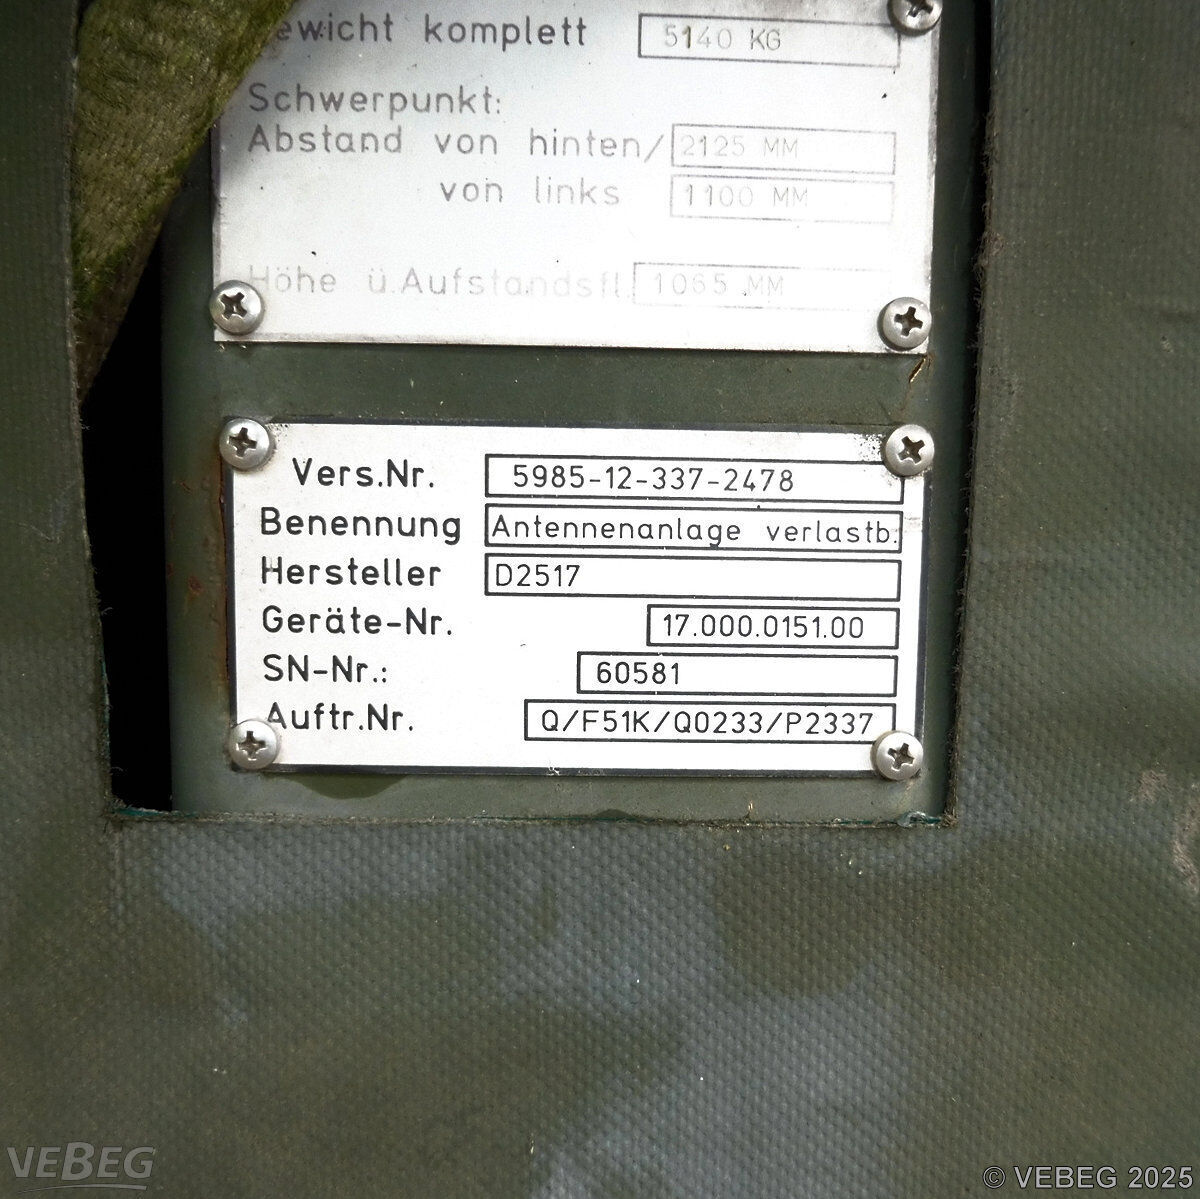 ewicht komplett 5140 KG
Schwerpunkt:
Abstand von hinten/ 2125 MM
von links 1100 MM
Höhe ü.Aufstandsfl. 1065 MM
Vers.Nr. 5985-12-337-2478
Benennung Antennenanlage verlastb.
Hersteller D2517
Geräte-Nr. 17.000.0151.00
SN-Nr.: 60581
Auftr.Nr. Q/F51K/Q0233/P2337
VEBEG
© VEBEG 2025